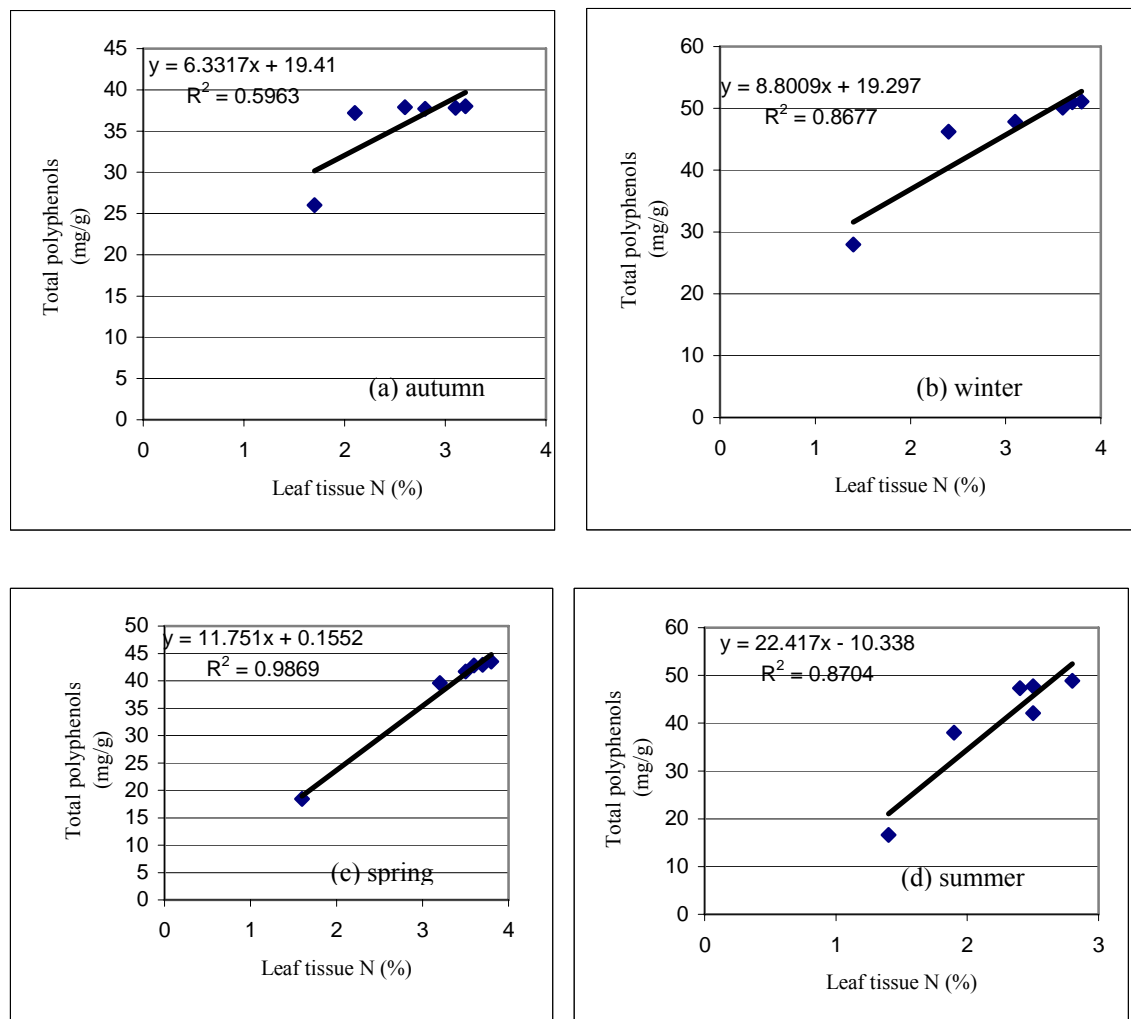 45
40
35
30
25
20
15
10
5
0
y = 6.3317x + 19.41
R² = 0.5963
Total polyphenols
(mg/g)
(a) autumn
0 1 2 3 4
Leaf tissue N (%)
60
50
40
30
20
10
0
y = 8.8009x + 19.297
R² = 0.8677
Total polyphenols
(mg/g)
(b) winter
0 1 2 3 4
Leaf tissue N (%)
50
45
40
35
30
25
20
15
10
5
0
y = 11.751x + 0.1552
R² = 0.9869
Total polyphenols
(mg/g)
(c) spring
0 1 2 3 4
Leaf tissue N (%)
60
50
40
30
20
10
0
y = 22.417x - 10.338
R² = 0.8704
Total polyphenols
(mg/g)
(d) summer
0 1 2 3
Leaf tissue N (%)